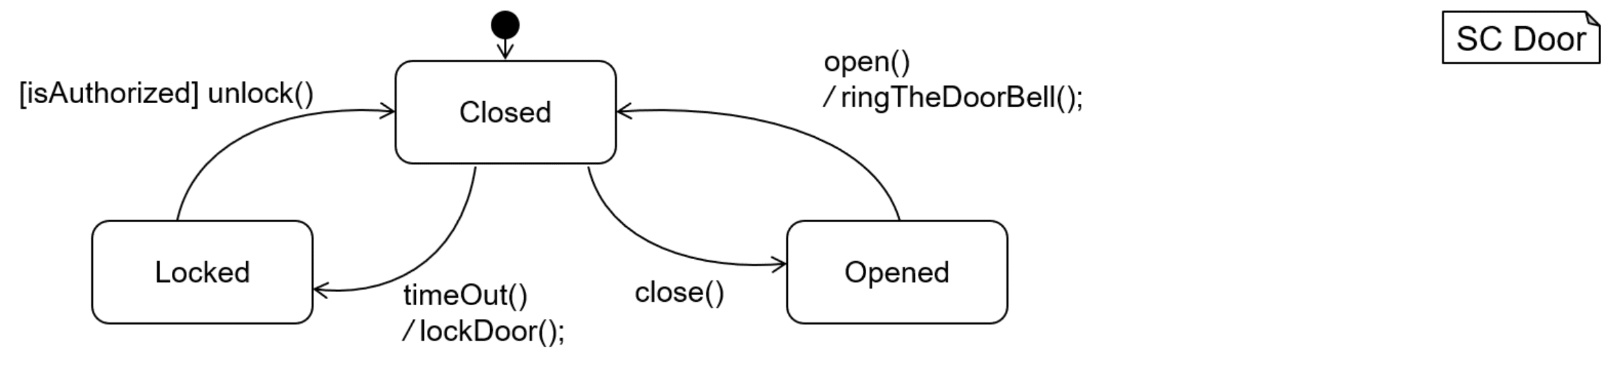 SC Door
open()
/ ringTheDoorBell();
[isAuthorized] unlock()
Closed
Locked
Opened
timeOut()
/ lockDoor();
close()